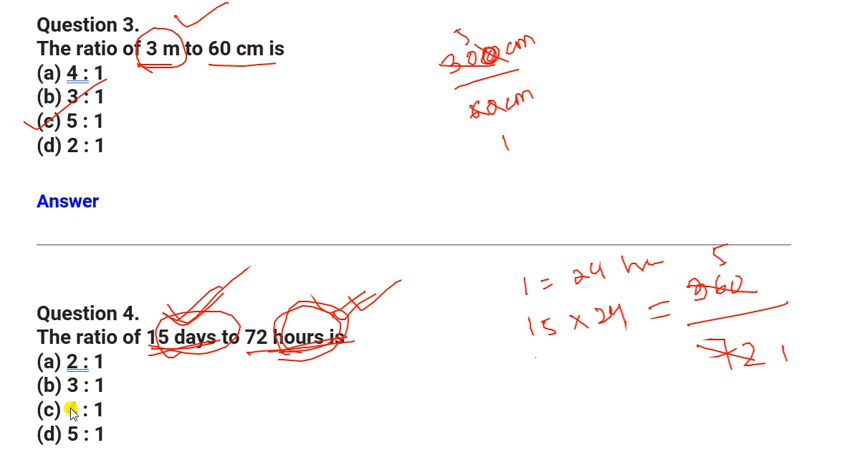 Question 3.
The ratio of 3 m to 60 cm is
(a) 4 : 1
(b) 3 : 1
(c) 5 : 1
(d) 2 : 1
5
300 cm
60 cm
1
Answer
Question 4.
The ratio of 15 days to 72 hours is
(a) 2 : 1
(b) 3 : 1
(c) : 1
(d) 5 : 1
1 = 24 hr
5
15 × 24 = 360
72 1